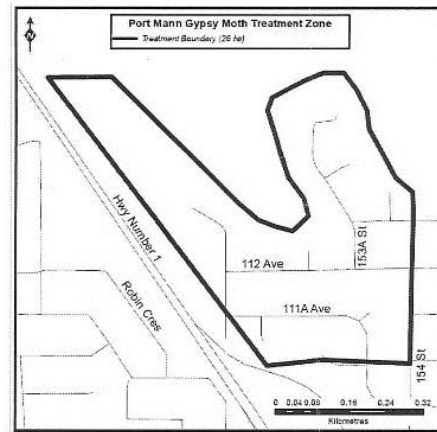 Port Mann Gypsy Moth Treatment Zone
Treatment Boundary (26 ha)
N
Hwy Number 1
Robin Cres
112 Ave
111A Ave
153A St
154 St
0 0.04 0.08 0.16 0.24 0.32
Kilometres